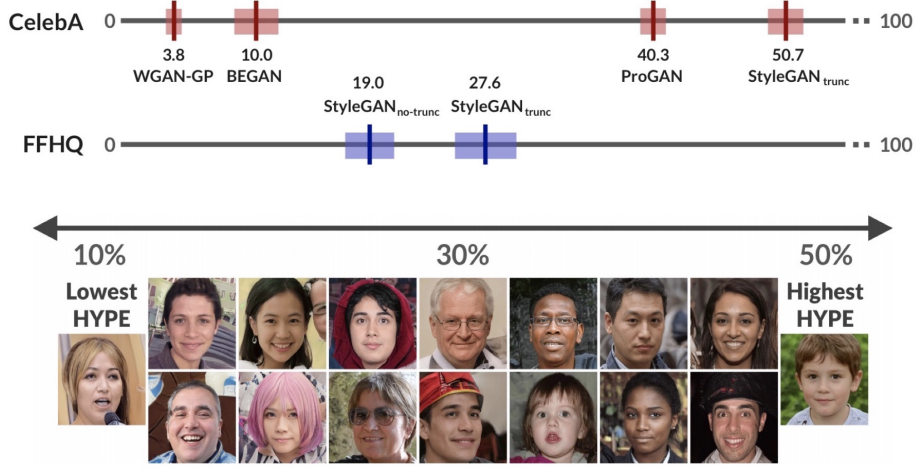 CelebA 0 100
3.8 10.0 40.3 50.7
WGAN-GP BEGAN ProGAN StyleGAN trunc
19.0 27.6
StyleGAN no-trunc StyleGAN trunc
FFHQ 0 100
10% 30% 50%
Lowest Highest
HYPE HYPE